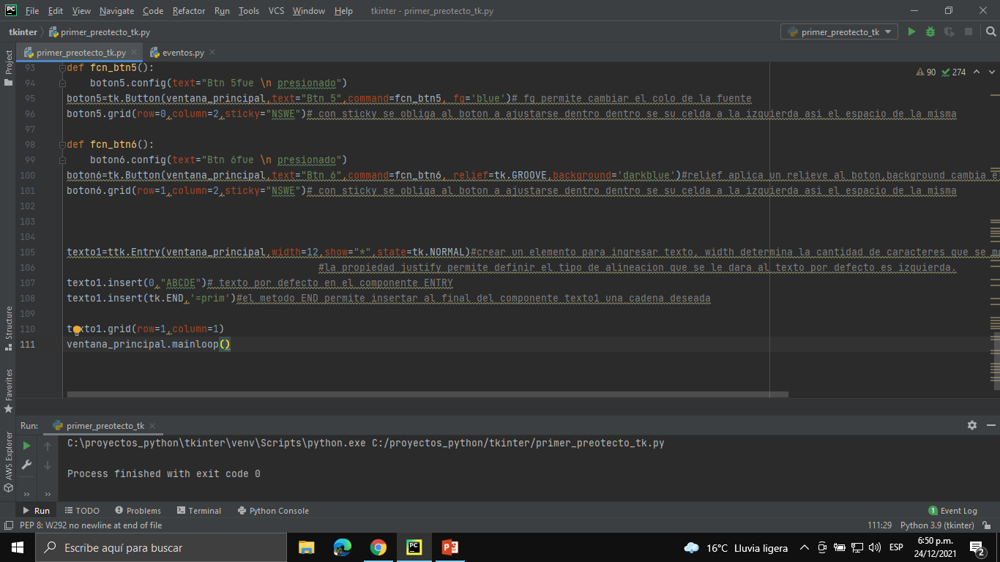 File Edit View Navigate Code Refactor Run Tools VCS Window Help tkinter - primer_preotecto_tk.py
tkinter primer_preotecto_tk.py primer_preotecto_tk
primer_preotecto_tk.py eventos.py
Project
90 274
93 def fcn_btn5():
94 boton5.config(text="Btn 5fue \n presionado")
95 boton5=tk.Button(ventana_principal,text="Btn 5",command=fcn_btn5, fg='blue')# fg permite cambiar el colo de la fuente
96 boton5.grid(row=0,column=2,sticky="NSWE")# con sticky se obliga al boton a ajustarse dentro dentro se su celda a la izquierda asi el espacio de la misma
97
98 def fcn_btn6():
99 boton6.config(text="Btn 6fue \n presionado")
100 boton6=tk.Button(ventana_principal,text="Btn 6",command=fcn_btn6, relief=tk.GROOVE,background='darkblue')#relief aplica un relieve al boton,background cambia e
101 boton6.grid(row=1,column=2,sticky="NSWE")# con sticky se obliga al boton a ajustarse dentro dentro se su celda a la izquierda asi el espacio de la misma
102
103
104
105 texto1=ttk.Entry(ventana_principal,width=12,show="*",state=tk.NORMAL)#crear un elemento para ingresar texto, width determina la cantidad de caracteres que se mo
106 #la propiedad justify permite definir el tipo de alineacion que se le dara al texto por defecto es izquierda.
107 texto1.insert(0,"ABCDE")# texto por defecto en el componente ENTRY
108 texto1.insert(tk.END,'=prim')#el metodo END permite insertar al final del componente texto1 una cadena deseada
109
110 texto1.grid(row=1,column=1)
111 ventana_principal.mainloop()
Structure
Favorites
AWS Explorer
Run: primer_preotecto_tk
C:\proyectos_python\tkinter\venv\Scripts\python.exe C:/proyectos_python/tkinter/primer_preotecto_tk.py
Process finished with exit code 0
Run TODO Problems Terminal Python Console 1 Event Log
PEP 8: W292 no newline at end of file 111:29 Python 3.9 (tkinter)
Escribe aquí para buscar 16°C Lluvia ligera ESP 6:50 p.m.
24/12/2021 2